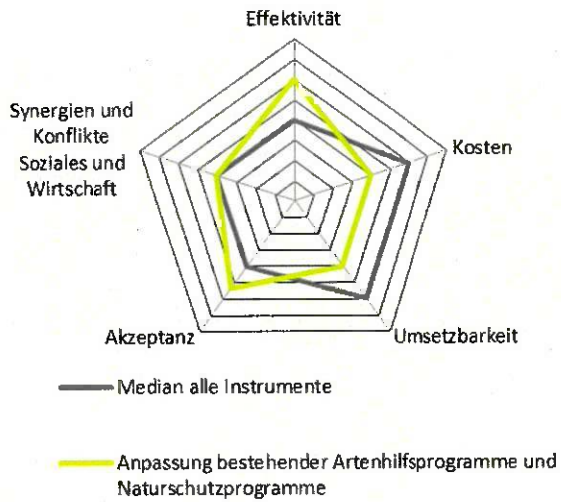 Effektivität
Synergien und
Konflikte
Soziales und
Wirtschaft
Kosten
Akzeptanz
Umsetzbarkeit
Median alle Instrumente
Anpassung bestehender Artenhilfsprogramme und
Naturschutzprogramme